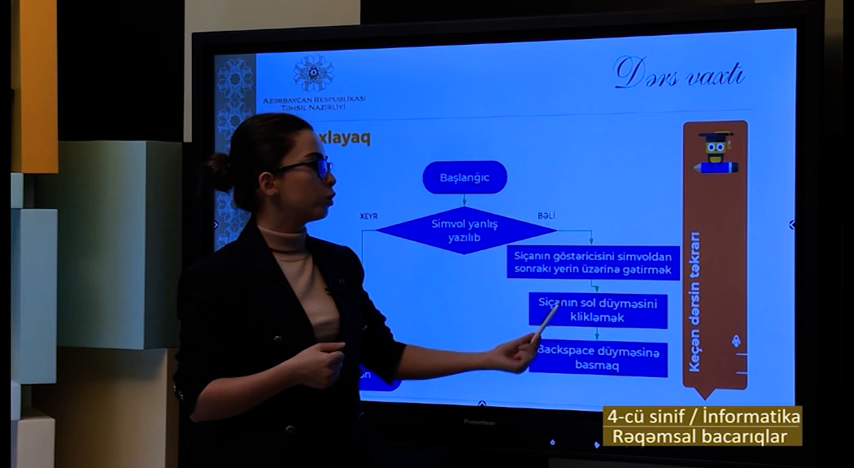 AZƏRBAYCAN RESPUBLİKASI
TƏHSİL NAZİRLİYİ
Dərs vaxtı
xlayaq
Başlanğıc
XEYR
BƏLİ
Simvol yanlış
yazılıb
Siçanın göstəricisini simvoldan
sonrakı yerin üzərinə gətirmək
Siçanın sol düyməsini
klikləmək
Backspace düyməsinə
basmaq
on
Keçən dərsin təkrarı
Promethean
4-cü sinif / İnformatika
Rəqəmsal bacarıqlar